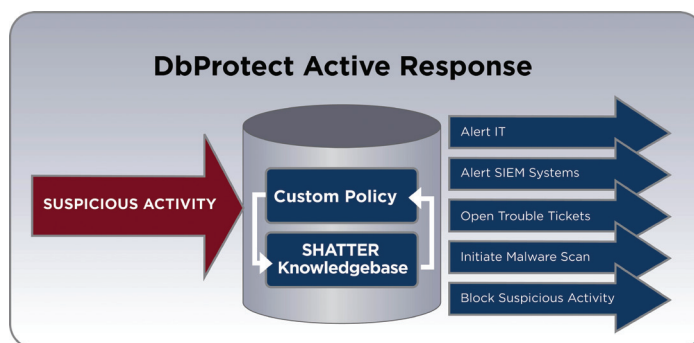 DbProtect Active Response
SUSPICIOUS ACTIVITY
Custom Policy
SHATTER
Knowledgebase
Alert IT
Alert SIEM Systems
Open Trouble Tickets
Initiate Malware Scan
Block Suspicious Activity